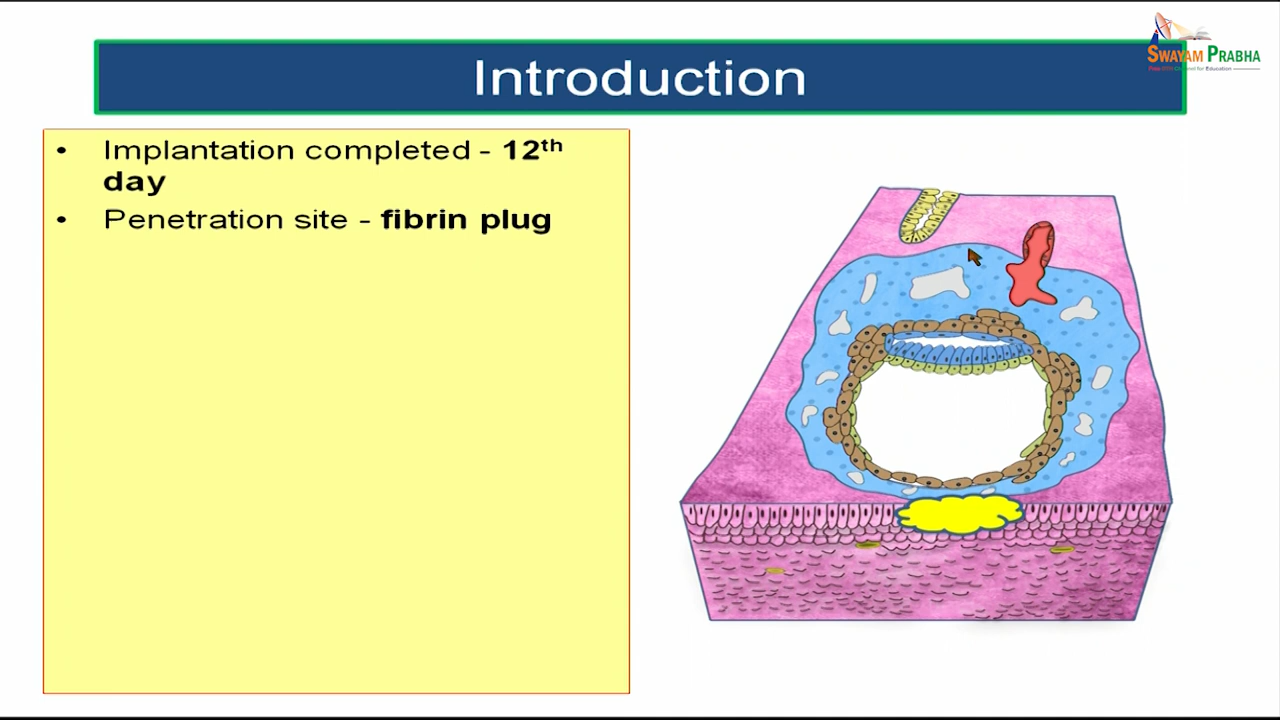 SWAYAM PRABHA
Introduction
• Implantation completed - 12th
day
• Penetration site - fibrin plug